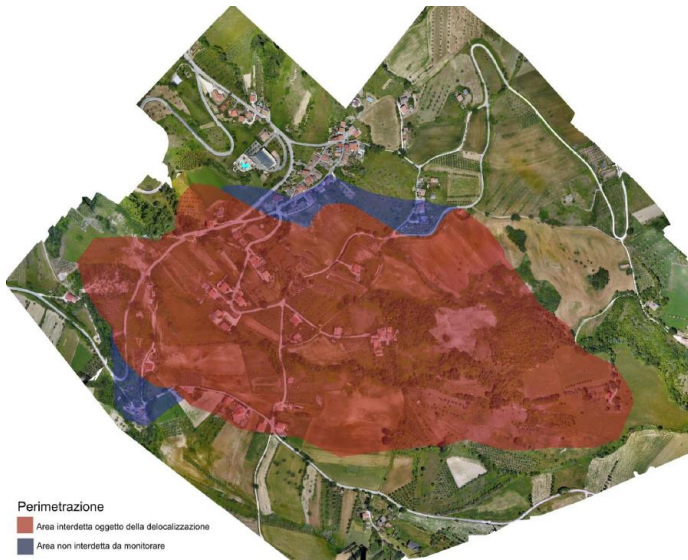 Perimetrazione
Area interdetta oggetto della delocalizzazione
Area non interdetta da monitorare